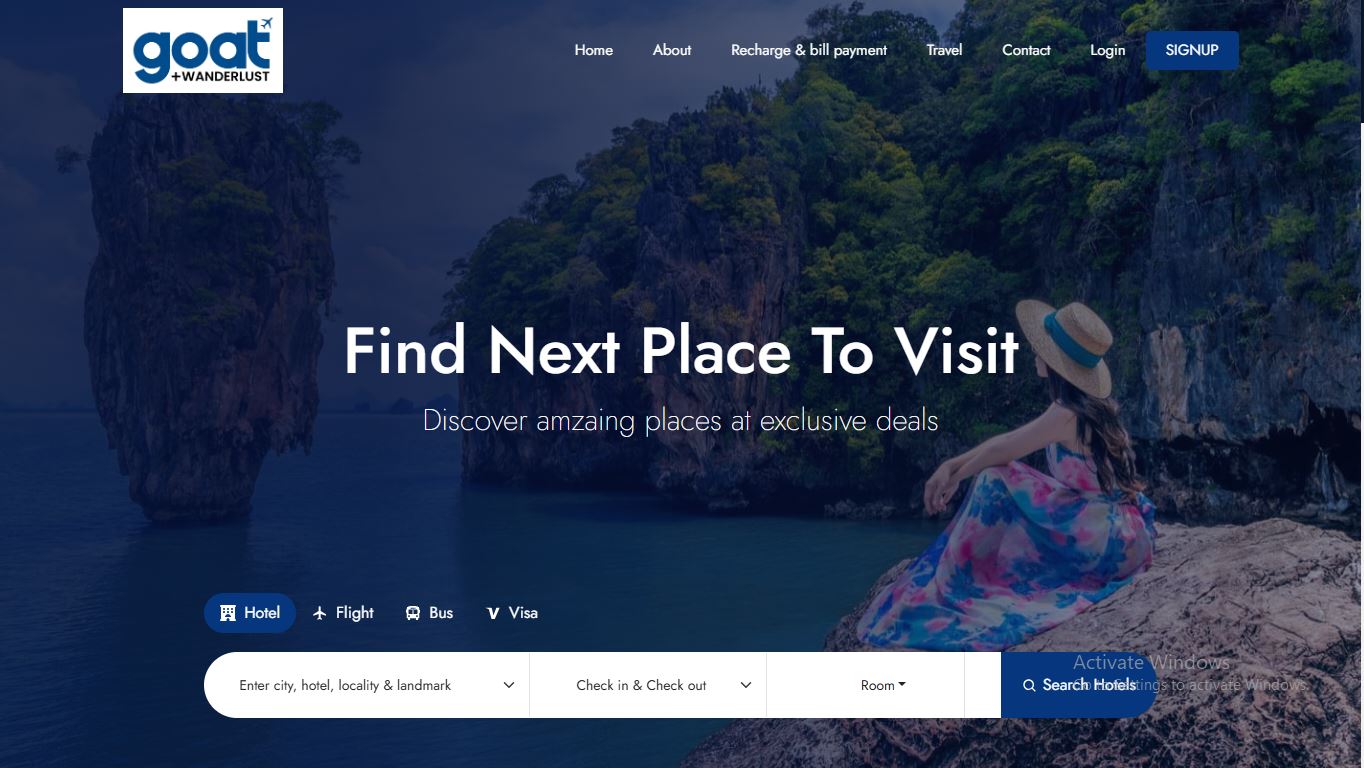 goat
+WANDERLUST
Home About Recharge & bill payment Travel Contact Login SIGNUP
Find Next Place To Visit
Discover amzaing places at exclusive deals
Hotel Flight Bus Visa
Enter city, hotel, locality & landmark Check in & Check out Room Search Hotels
Activate Windows
Go to Settings to activate Windows.